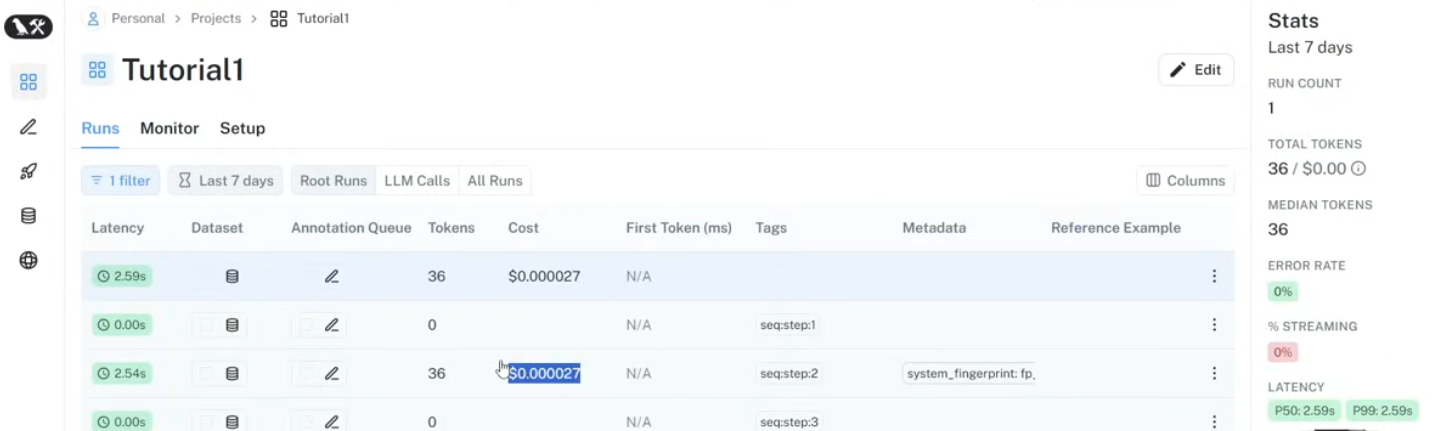 Personal > Projects > Tutorial1
Tutorial1
Edit
Runs Monitor Setup
1 filter Last 7 days Root Runs LLM Calls All Runs Columns
Latency Dataset Annotation Queue Tokens Cost First Token (ms) Tags Metadata Reference Example
2.59s 36 $0.000027 N/A
0.00s 0 N/A seq:step:1
2.54s 36 $0.000027 N/A seq:step:2 system_fingerprint: fp_
0.00s 0 N/A seq:step:3
Stats
Last 7 days
RUN COUNT
1
TOTAL TOKENS
36 / $0.00
MEDIAN TOKENS
36
ERROR RATE
0%
% STREAMING
0%
LATENCY
P50: 2.59s P99: 2.59s